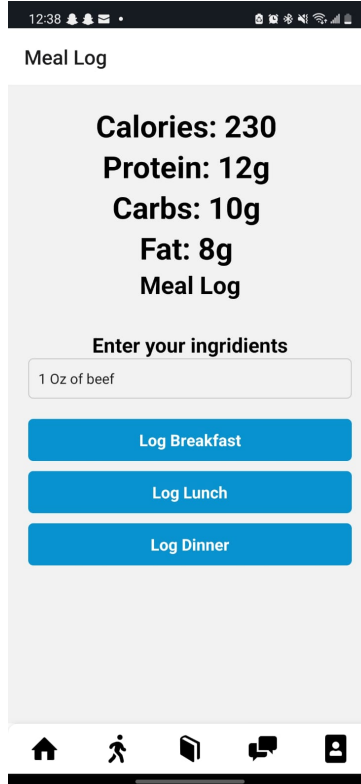 12:38
Meal Log
Calories: 230
Protein: 12g
Carbs: 10g
Fat: 8g
Meal Log
Enter your ingridients
1 Oz of beef
Log Breakfast
Log Lunch
Log Dinner